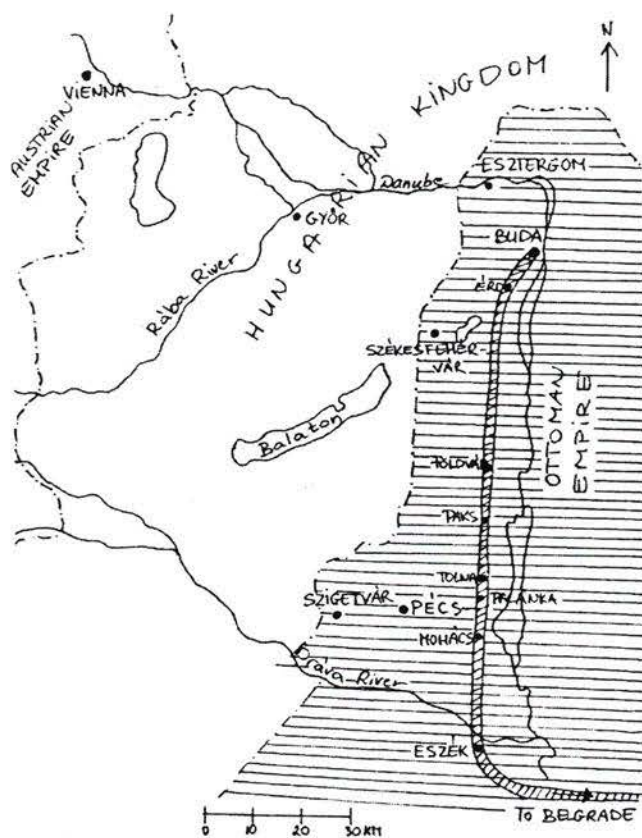 N
VIENNA
AUSTRIAN
EMPIRE
HUNGARIAN KINGDOM
Danube
ESZTERGOM
BUDA
GYŐR
ÉRD
Rába River
SZÉKESFEHÉR-
VÁR
Balaton
OTTOMAN
EMPIRE
FÖLDVÁR
PAKS
TOLNA
SZIGETVÁR
PÉCS
PALÁNKA
MOHÁCS
Dráva River
ESZÉK
TO BELGRADE
0 10 20 30 KM